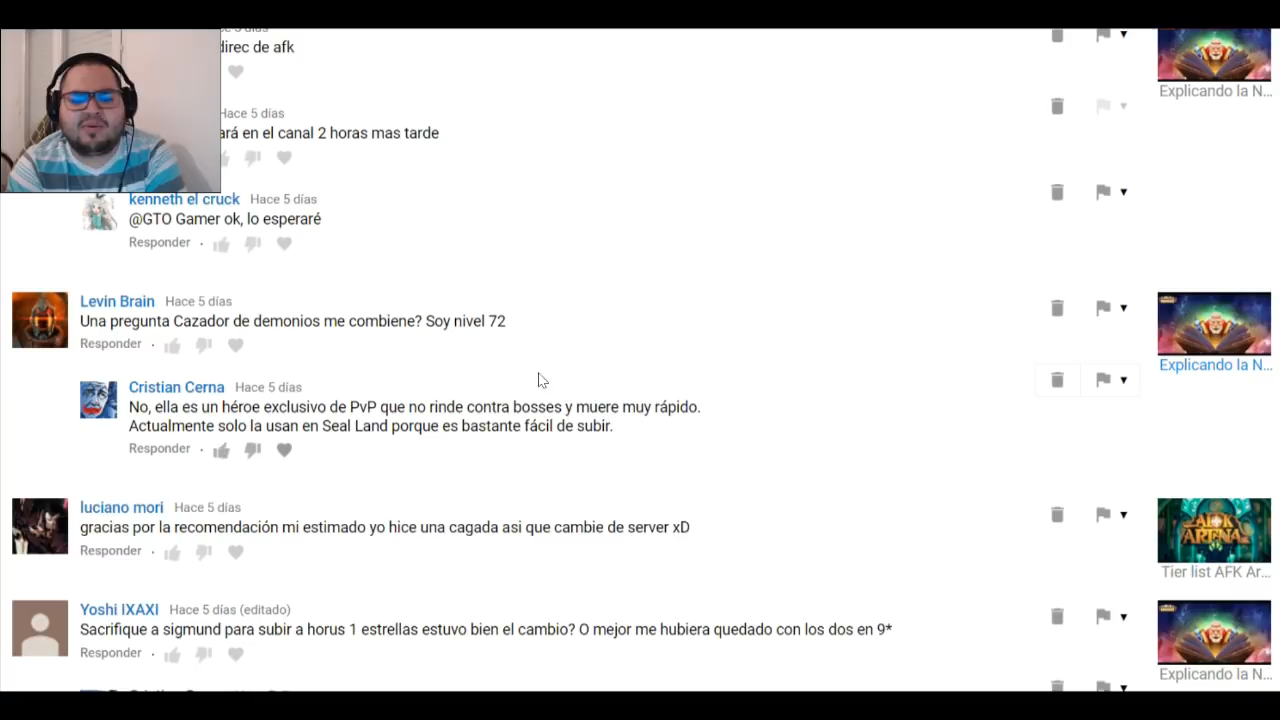 direc de afk
Hace 5 días
ará en el canal 2 horas mas tarde
kenneth el cruck Hace 5 días
@GTO Gamer ok, lo esperaré
Responder
Explicando la N...
Levin Brain Hace 5 días
Una pregunta Cazador de demonios me combiene? Soy nivel 72
Responder
Explicando la N...
Cristian Cerna Hace 5 días
No, ella es un héroe exclusivo de PvP que no rinde contra bosses y muere muy rápido.
Actualmente solo la usan en Seal Land porque es bastante fácil de subir.
Responder
luciano mori Hace 5 días
gracias por la recomendación mi estimado yo hice una cagada asi que cambie de server xD
Responder
AFK
ARENA
Tier list AFK Ar...
Yoshi IXAXI Hace 5 días (editado)
Sacrifique a sigmund para subir a horus 1 estrellas estuvo bien el cambio? O mejor me hubiera quedado con los dos en 9*
Responder
Explicando la N...